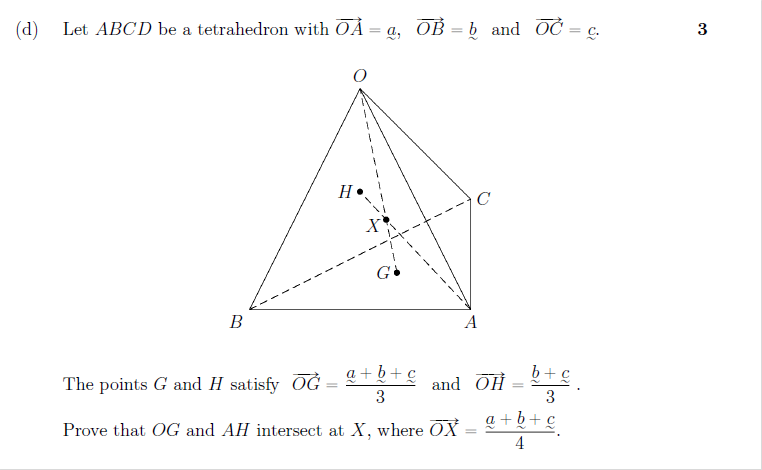 (d) Let ABCD be a tetrahedron with $\overrightarrow{OA} = \underset{\sim}{a}$, $\overrightarrow{OB} = \underset{\sim}{b}$ and $\overrightarrow{OC} = \underset{\sim}{c}$. 3
O
H
C
X
G
B
A
The points G and H satisfy $\overrightarrow{OG} = \frac{\underset{\sim}{a} + \underset{\sim}{b} + \underset{\sim}{c}}{3}$ and $\overrightarrow{OH} = \frac{\underset{\sim}{b} + \underset{\sim}{c}}{3}$ .
Prove that OG and AH intersect at X, where $\overrightarrow{OX} = \frac{\underset{\sim}{a} + \underset{\sim}{b} + \underset{\sim}{c}}{4}$.